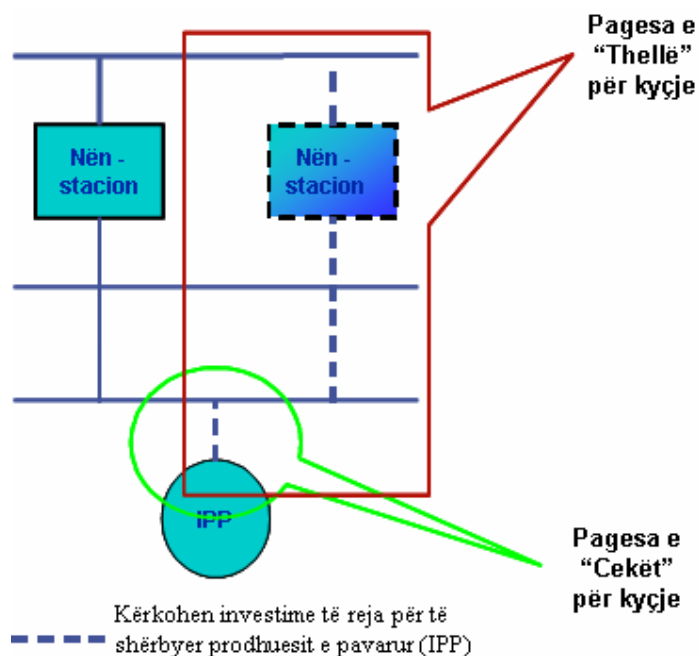 Pagesa e
“Thellë”
për kyçje
Nën -
stacion
Nën -
stacion
IPP
Pagesa e
“Cekët”
për kyçje
Kërkohen investime të reja për të
shërbyer prodhuesit e pavarur (IPP)